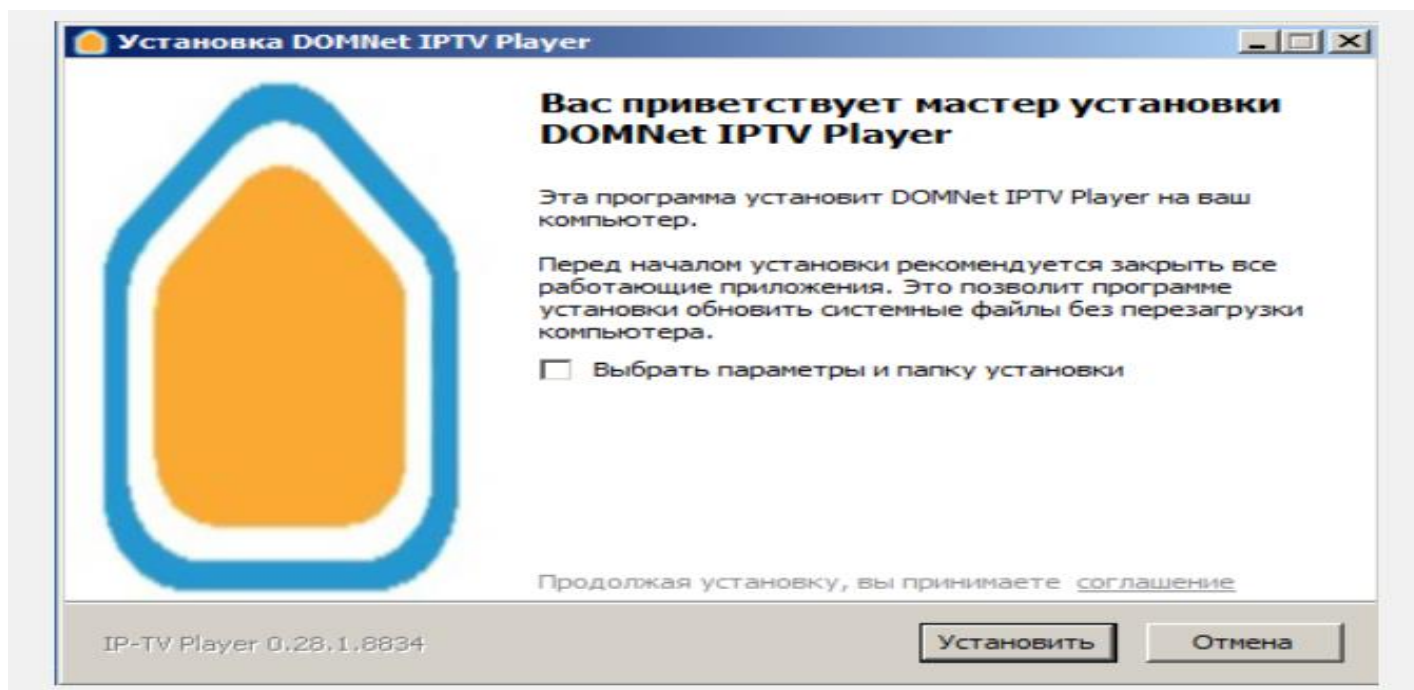 Установка DOMNet IPTV Player
Вас приветствует мастер установки
DOMNet IPTV Player
Эта программа установит DOMNet IPTV Player на ваш
компьютер.
Перед началом установки рекомендуется закрыть все
работающие приложения. Это позволит программе
установки обновить системные файлы без перезагрузки
компьютера.
Выбрать параметры и папку установки
Продолжая установку, вы принимаете соглашение
IP-TV Player 0.28.1.8834
Установить
Отмена